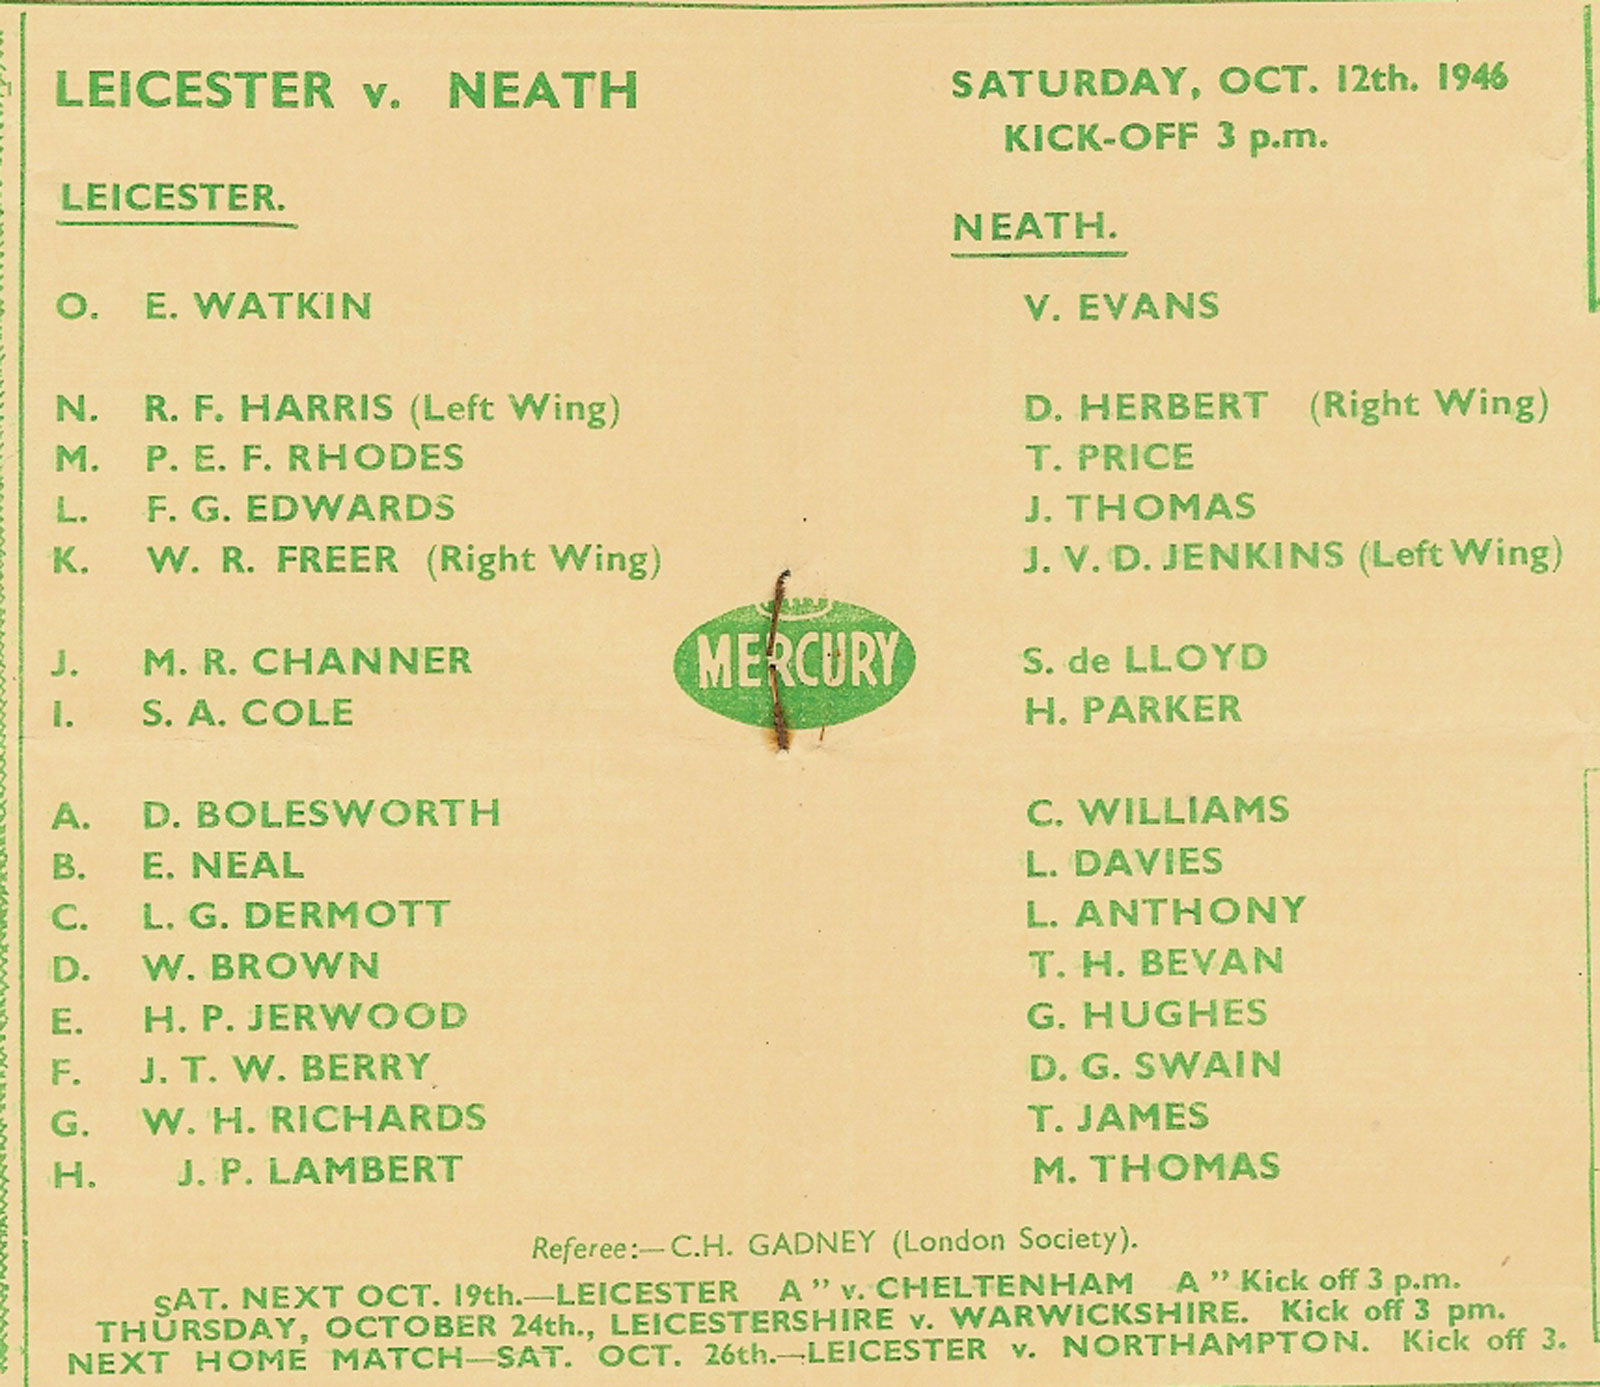 LEICESTER v. NEATH
SATURDAY, OCT. 12th. 1946
KICK-OFF 3 p.m.
LEICESTER.
NEATH.
O. E. WATKIN V. EVANS
N. R. F. HARRIS (Left Wing) D. HERBERT (Right Wing)
M. P. E. F. RHODES T. PRICE
L. F. G. EDWARDS J. THOMAS
K. W. R. FREER (Right Wing) J. V. D. JENKINS (Left Wing)
J. M. R. CHANNER S. de LLOYD
MERCURY
I. S. A. COLE H. PARKER
A. D. BOLESWORTH C. WILLIAMS
B. E. NEAL L. DAVIES
C. L. G. DERMOTT L. ANTHONY
D. W. BROWN T. H. BEVAN
E. H. P. JERWOOD G. HUGHES
F. J. T. W. BERRY D. G. SWAIN
G. W. H. RICHARDS T. JAMES
H. J. P. LAMBERT M. THOMAS
Referee:—C.H. GADNEY (London Society).
SAT. NEXT OCT. 19th.—LEICESTER A” v. CHELTENHAM A” Kick off 3 p.m.
THURSDAY, OCTOBER 24th., LEICESTERSHIRE v. WARWICKSHIRE. Kick off 3 pm.
NEXT HOME MATCH—SAT. OCT. 26th.—LEICESTER v. NORTHAMPTON. Kick off 3.